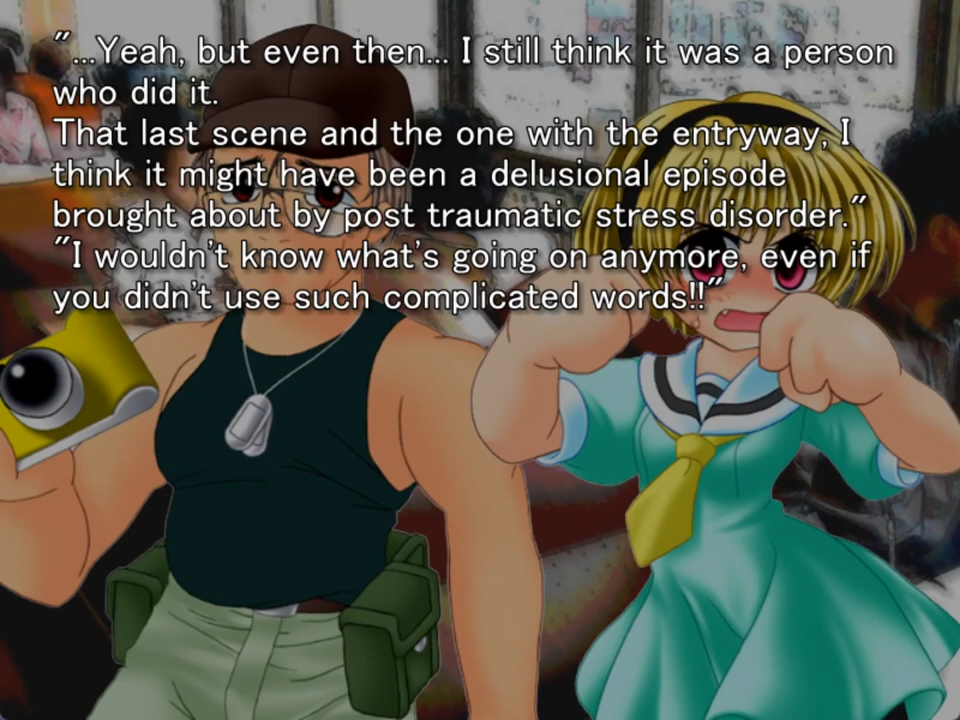 "...Yeah, but even then... I still think it was a person
who did it.
That last scene and the one with the entryway, I
think it might have been a delusional episode
brought about by post traumatic stress disorder."
"I wouldn't know what's going on anymore, even if
you didn't use such complicated words!!"